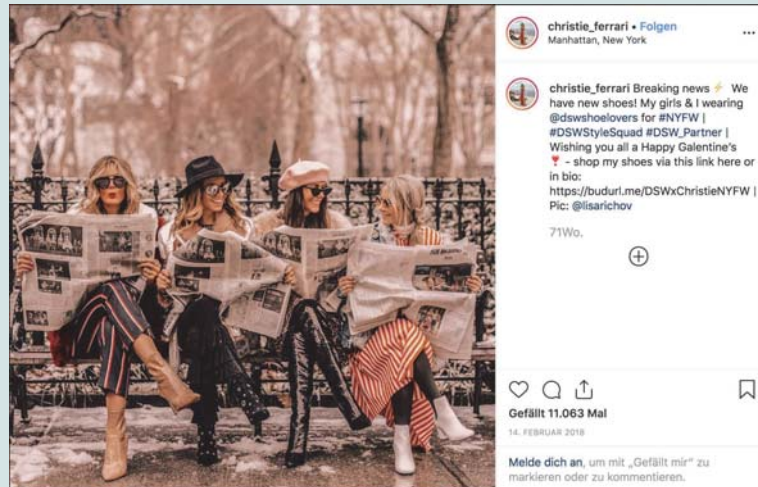 christie_ferrari • Folgen
Manhattan, New York
christie_ferrari Breaking news ⚡ We
have new shoes! My girls & I wearing
@dswshoelovers for #NYFW |
#DSWStyleSquad #DSW_Partner |
Wishing you all a Happy Galentine's
❣ - shop my shoes via this link here or
in bio:
https://budurl.me/DSWxChristieNYFW |
Pic: @lisarichov
71Wo.
Gefällt 11.063 Mal
14. FEBRUAR 2018
Melde dich an, um mit „Gefällt mir“ zu
markieren oder zu kommentieren.